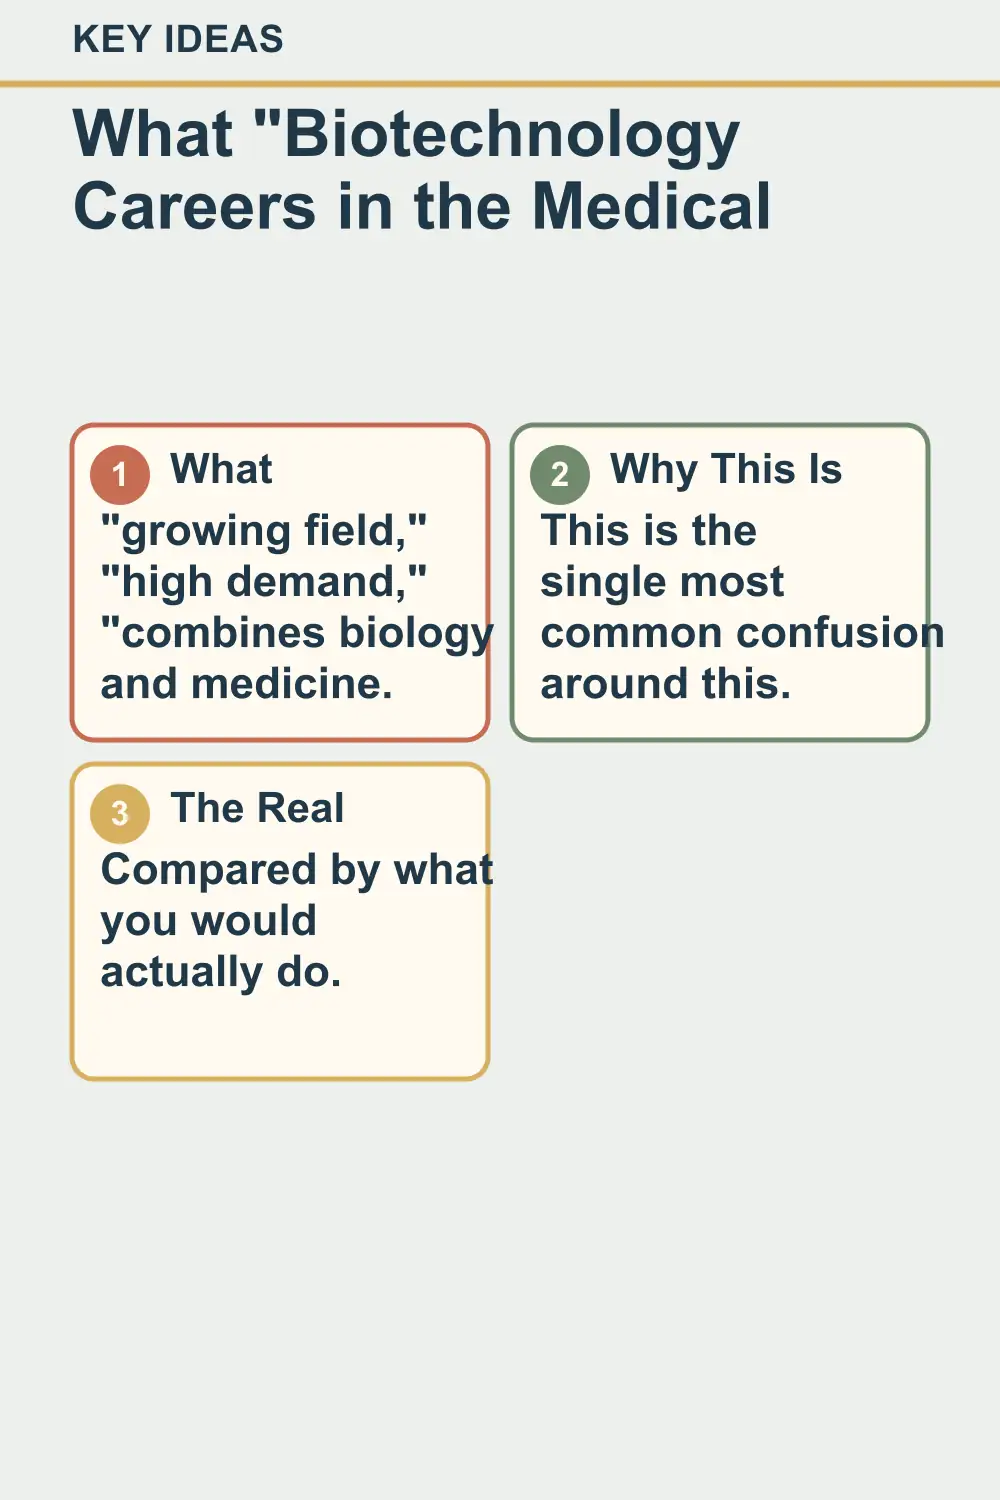 KEY IDEAS
What "Biotechnology
Careers in the Medical
1 What
"growing field,"
"high demand,"
"combines biology
and medicine.
2 Why This Is
This is the
single most
common confusion
around this.
3 The Real
Compared by what
you would
actually do.